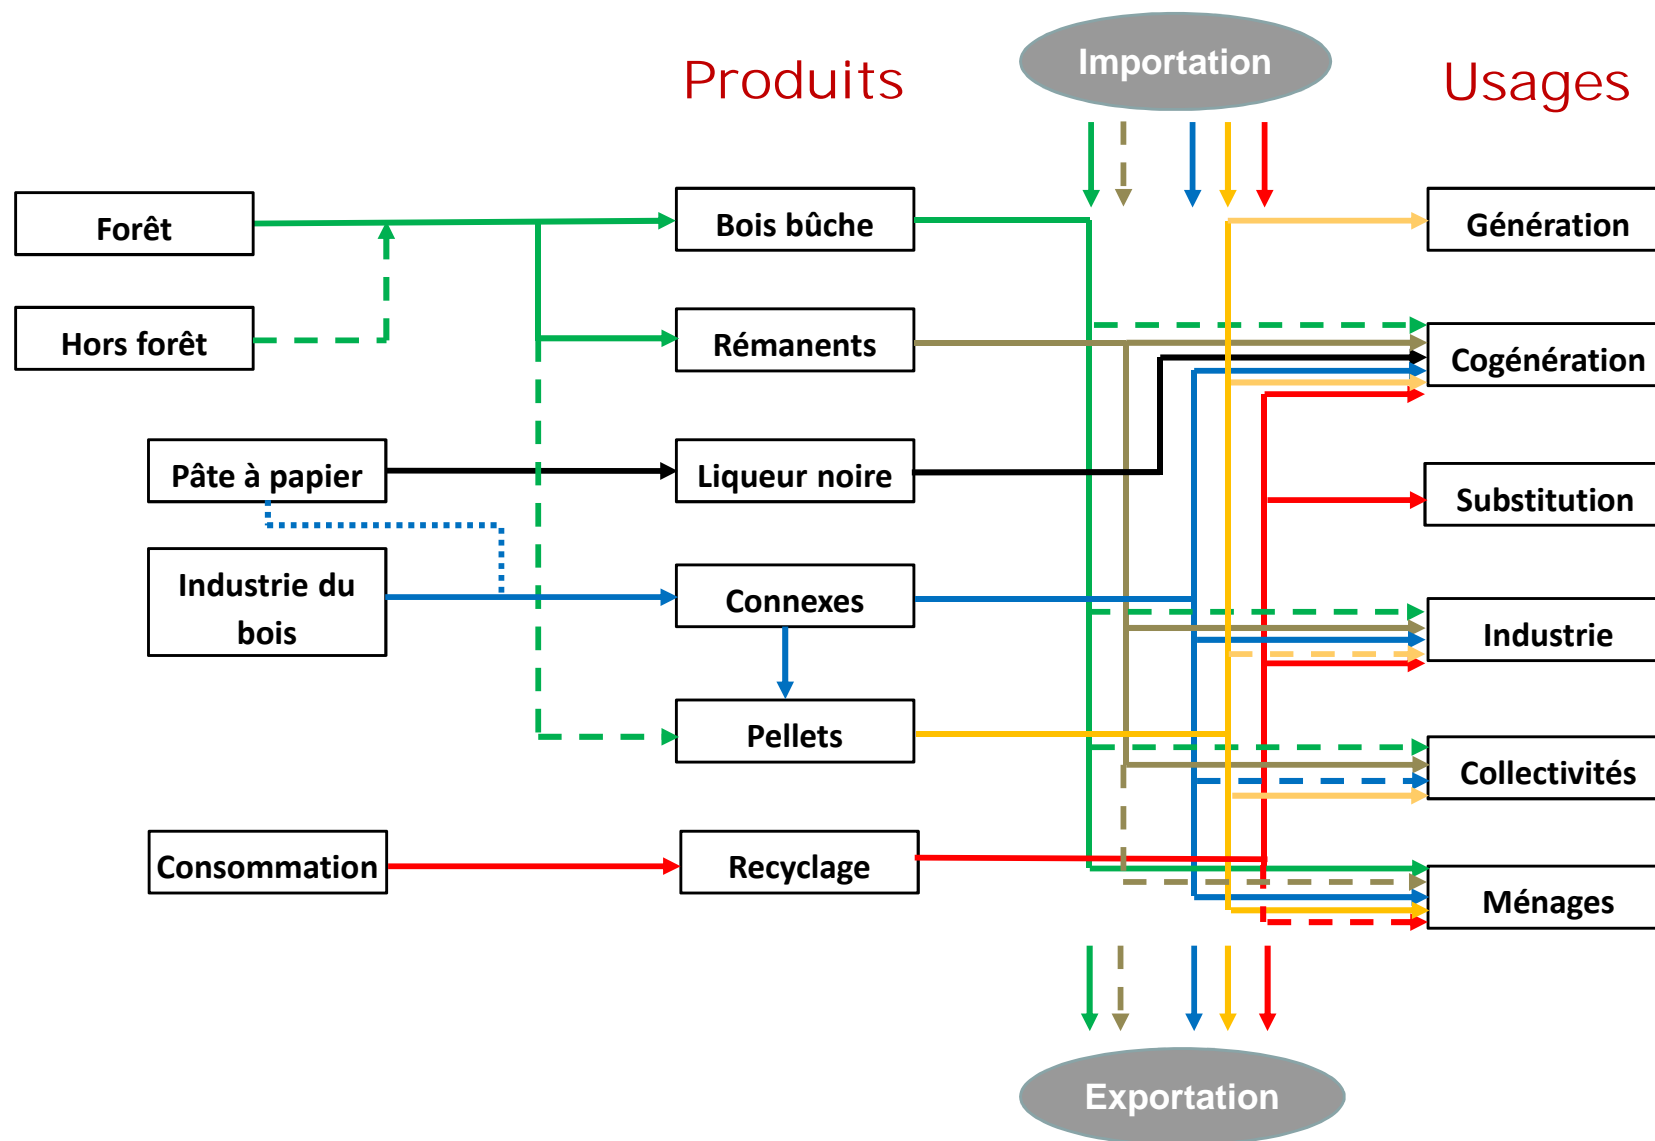 Produits
Importation
Usages
Forêt
Bois bûche
Génération
Hors forêt
Rémanents
Cogénération
Pâte à papier
Liqueur noire
Substitution
Industrie du
bois
Connexes
Industrie
Pellets
Collectivités
Consommation
Recyclage
Ménages
Exportation